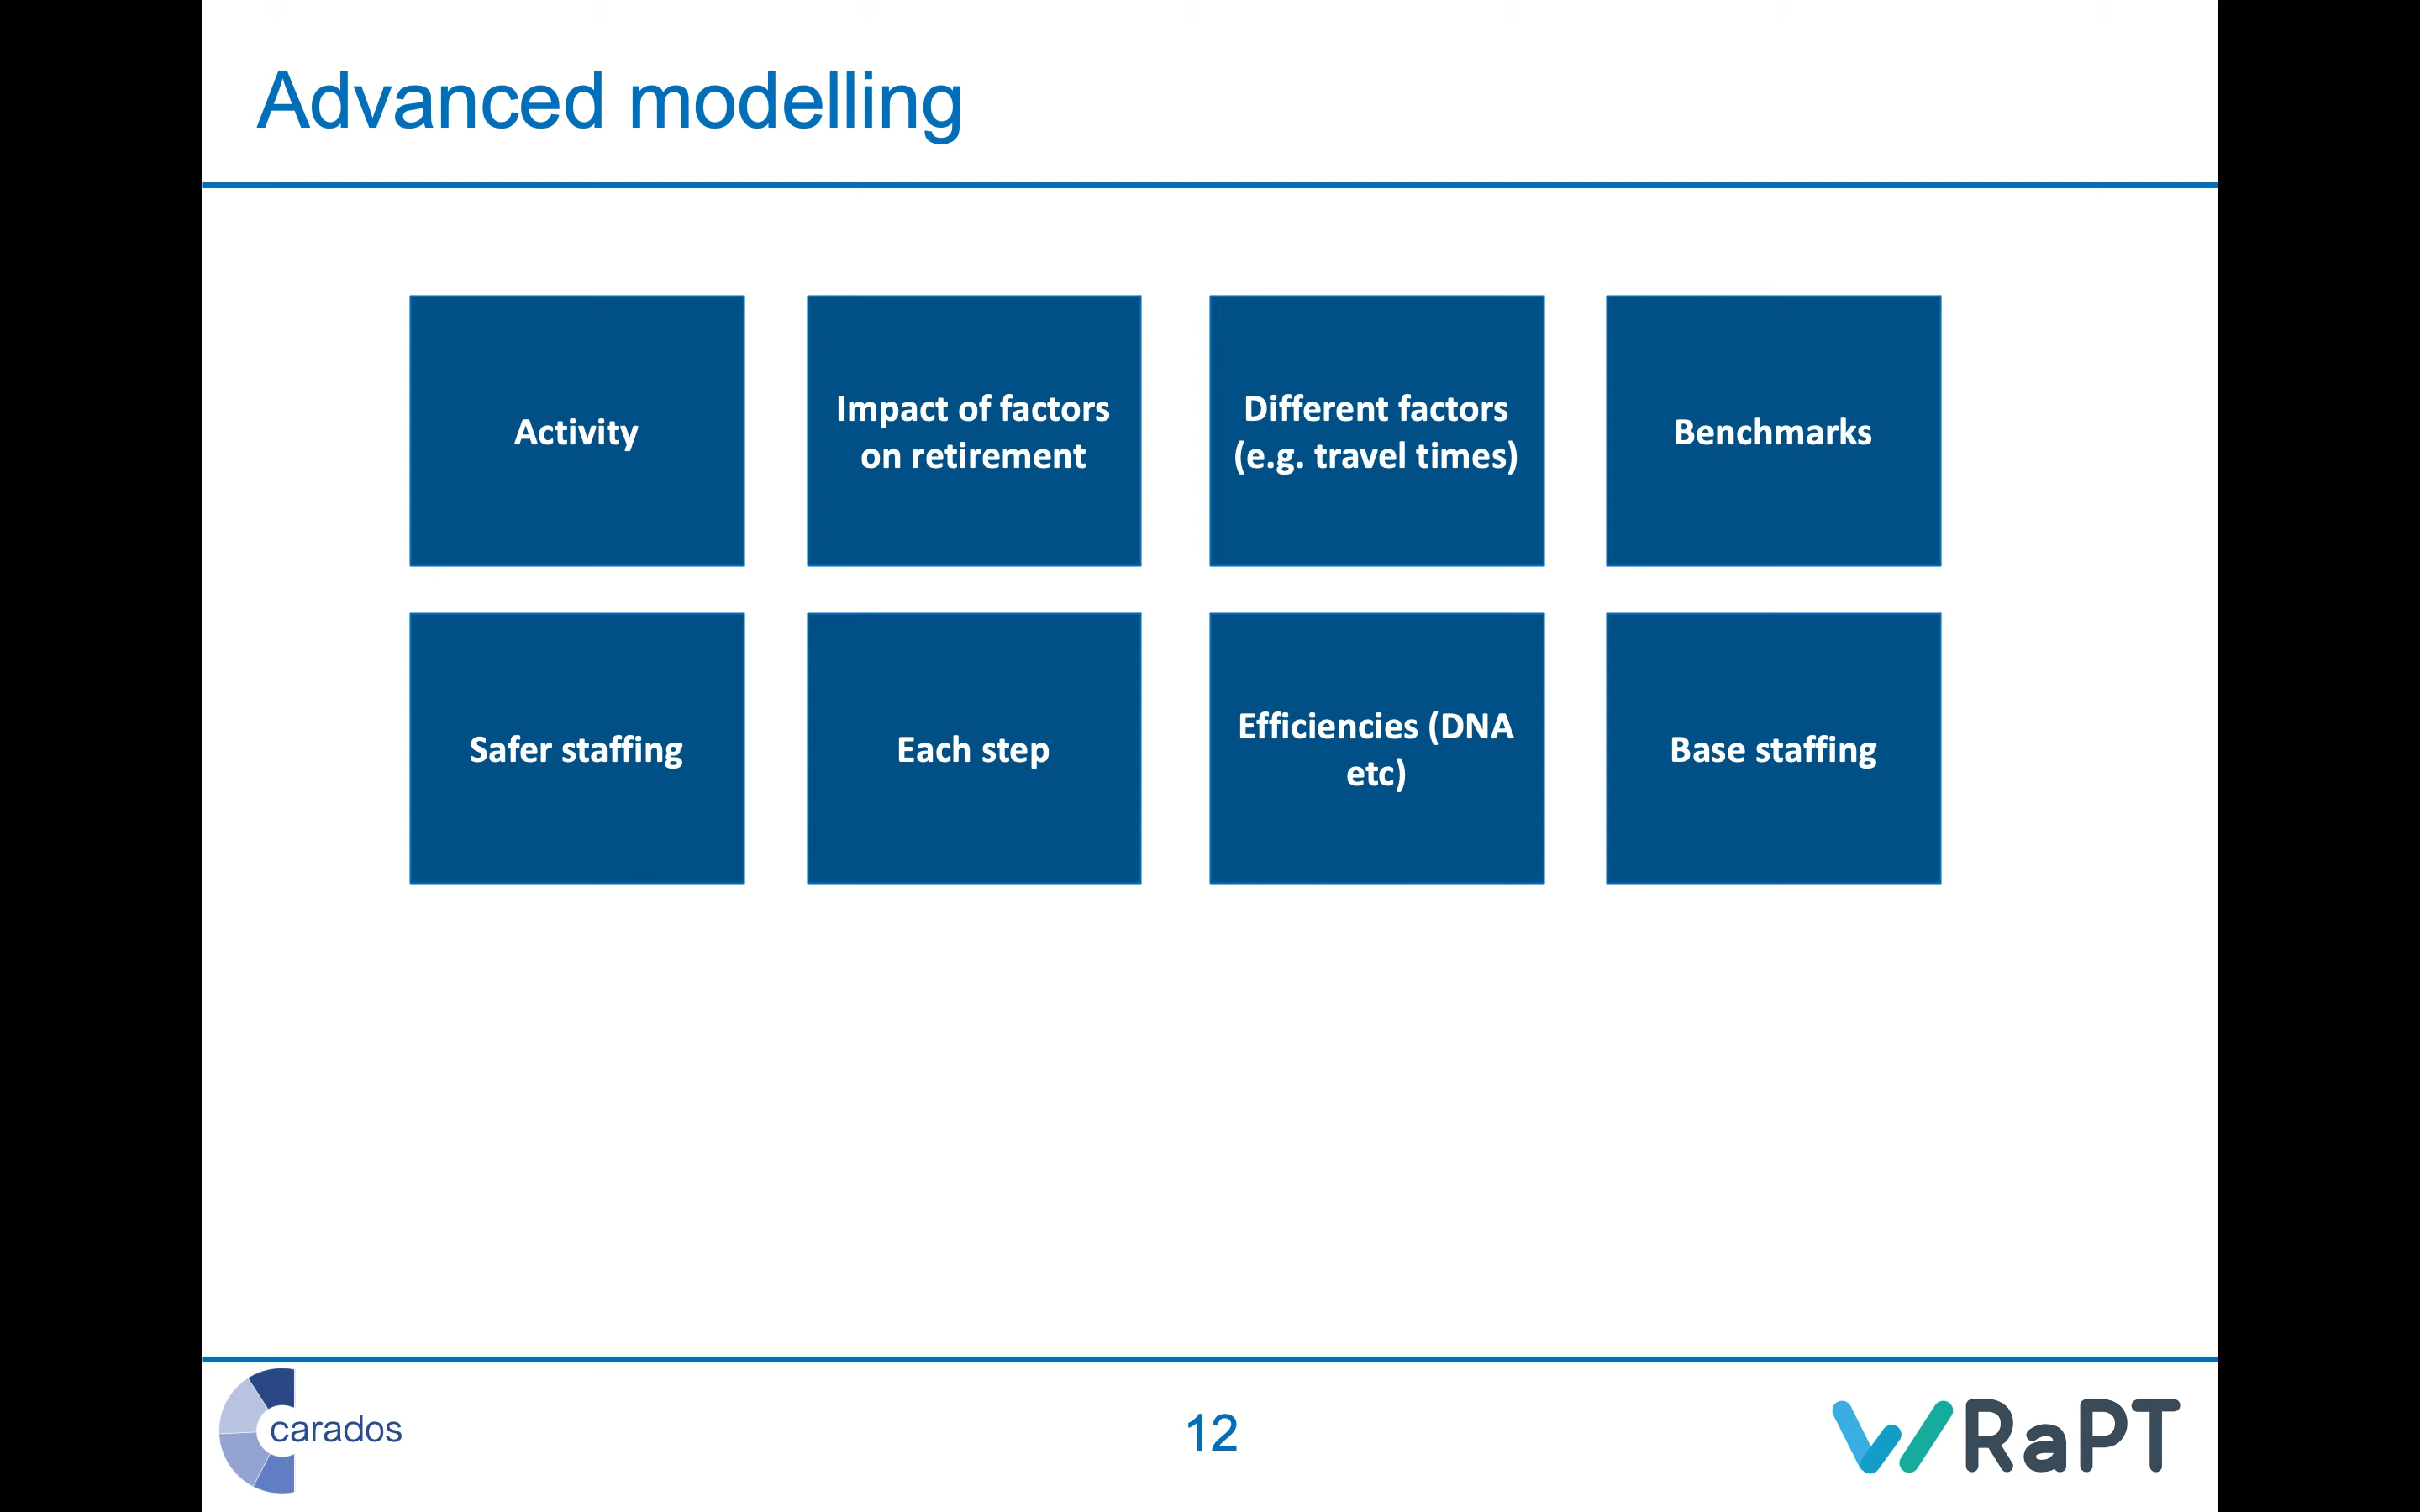 Advanced modelling
Activity
Impact of factors
on retirement
Different factors
(e.g. travel times)
Benchmarks
Safer staffing
Each step
Efficiencies (DNA
etc)
Base staffing
carados
12
WRaPT